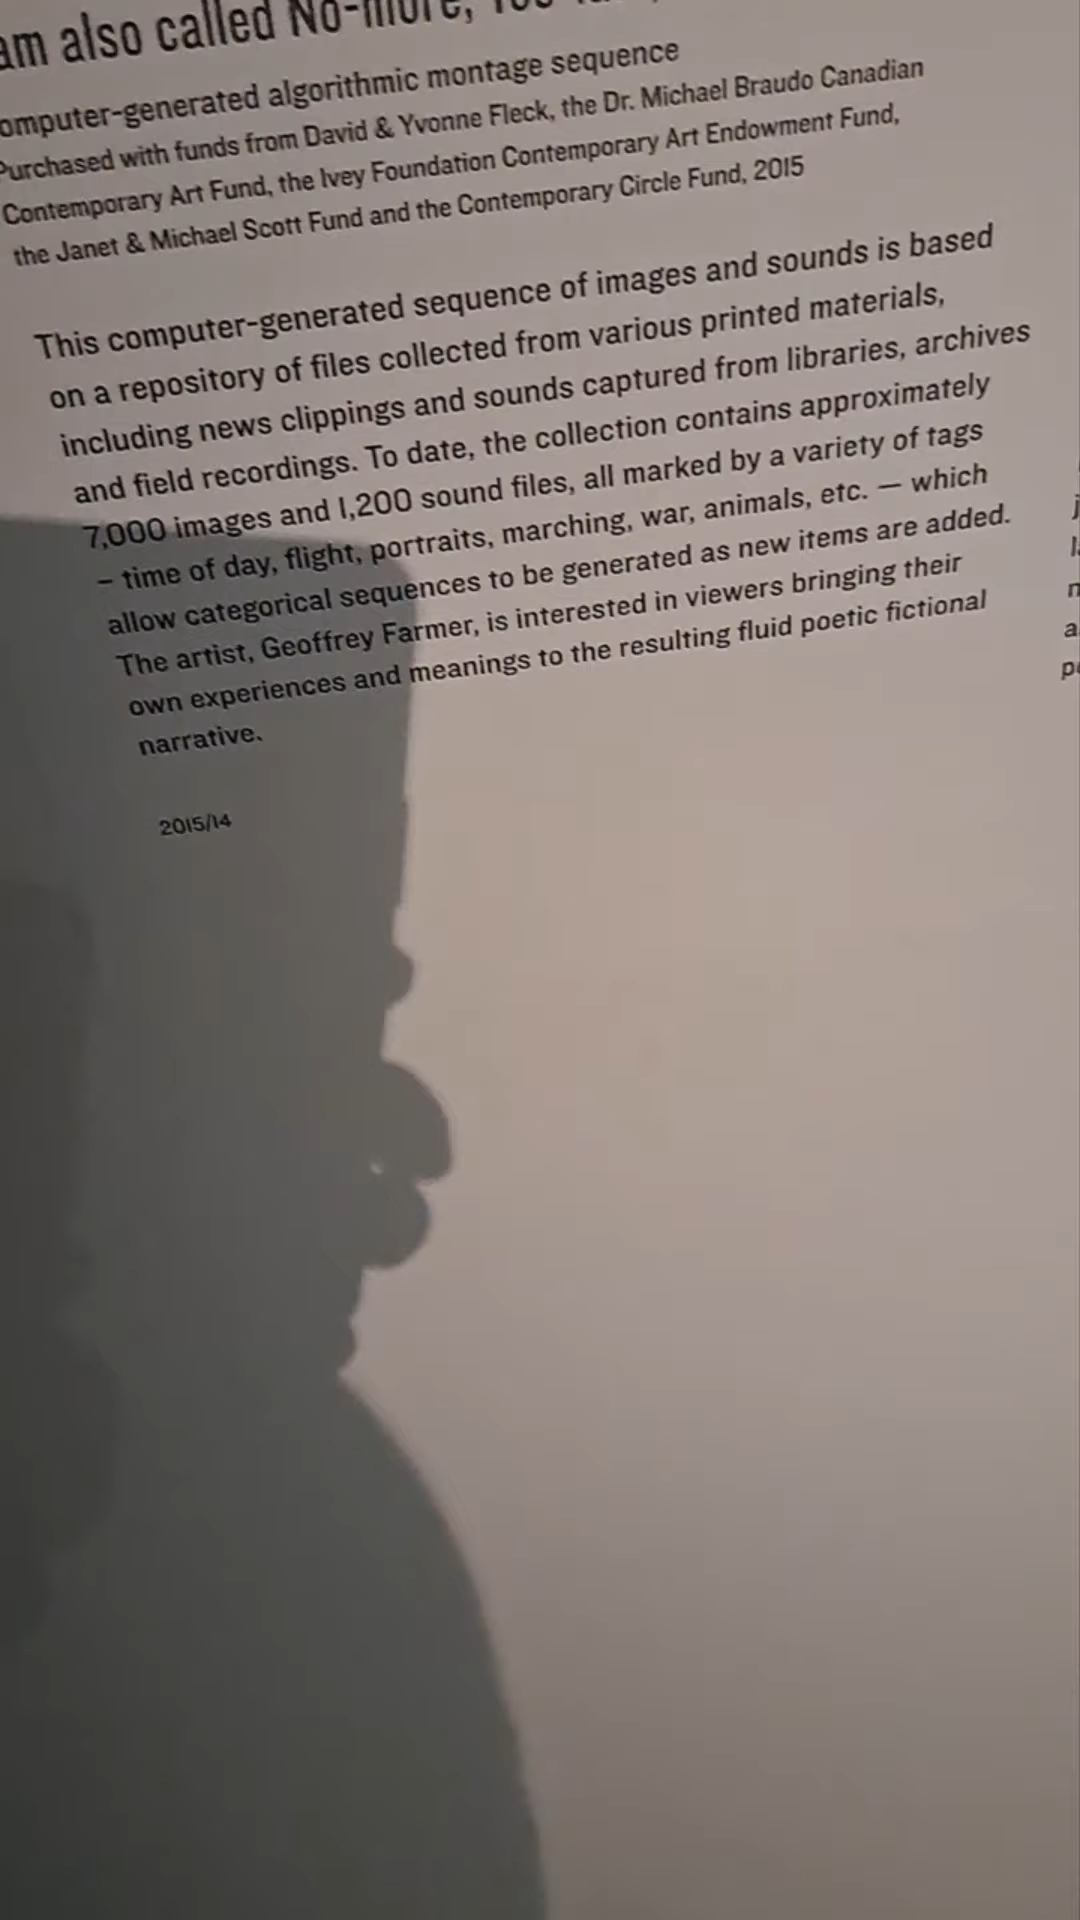 am also called No-more,
omputer-generated algorithmic montage sequence
Purchased with funds from David & Yvonne Fleck, the Dr. Michael Braudo Canadian
Contemporary Art Fund, the Ivey Foundation Contemporary Art Endowment Fund,
the Janet & Michael Scott Fund and the Contemporary Circle Fund, 2015
This computer-generated sequence of images and sounds is based
on a repository of files collected from various printed materials,
including news clippings and sounds captured from libraries, archives
and field recordings. To date, the collection contains approximately
7,000 images and 1,200 sound files, all marked by a variety of tags
– time of day, flight, portraits, marching, war, animals, etc. — which
allow categorical sequences to be generated as new items are added.
The artist, Geoffrey Farmer, is interested in viewers bringing their
own experiences and meanings to the resulting fluid poetic fictional
narrative.
2015/14